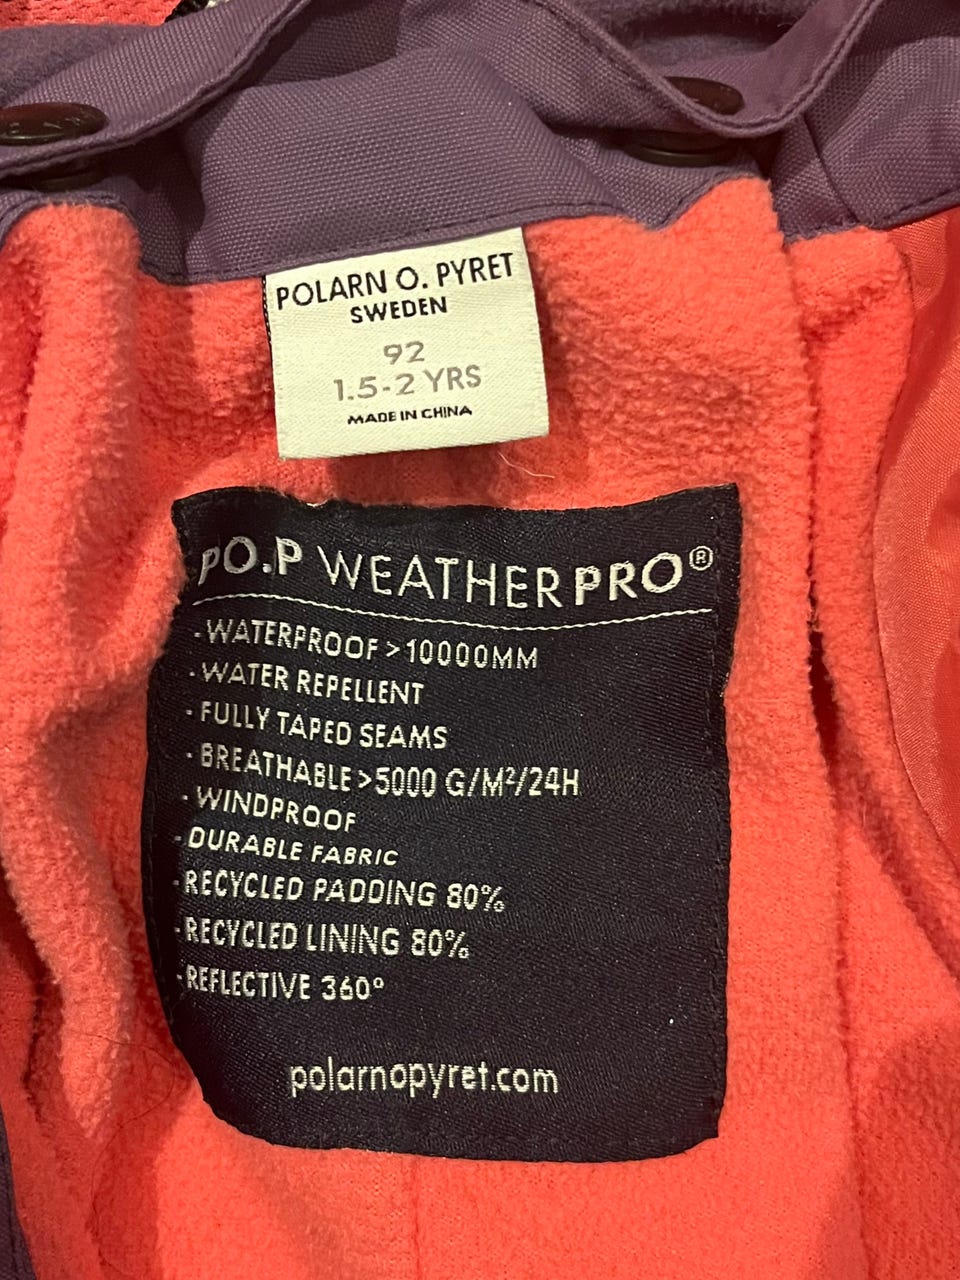 POLARN O. PYRET
SWEDEN
92
1.5-2 YRS
MADE IN CHINA
PO.P WEATHERPRO®
-WATERPROOF >10000MM
-WATER REPELLENT
-FULLY TAPED SEAMS
-BREATHABLE >5000 G/M²/24H
-WINDPROOF
-DURABLE FABRIC
-RECYCLED PADDING 80%
-RECYCLED LINING 80%
-REFLECTIVE 360°
polarnopyret.com